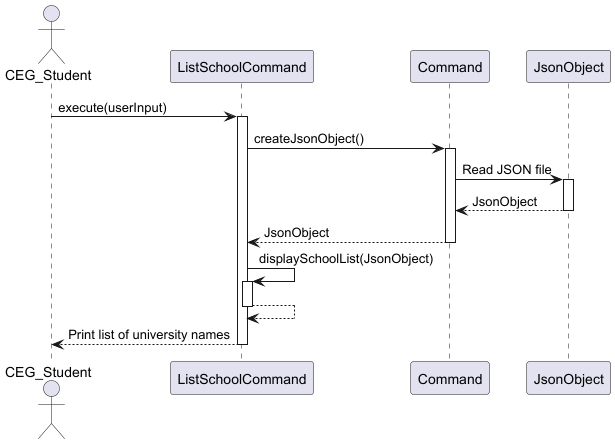 CEG_Student
ListSchoolCommand
Command
JsonObject
execute(userInput)
createJsonObject()
Read JSON file
JsonObject
JsonObject
displaySchoolList(JsonObject)
Print list of university names
CEG_Student
ListSchoolCommand
Command
JsonObject